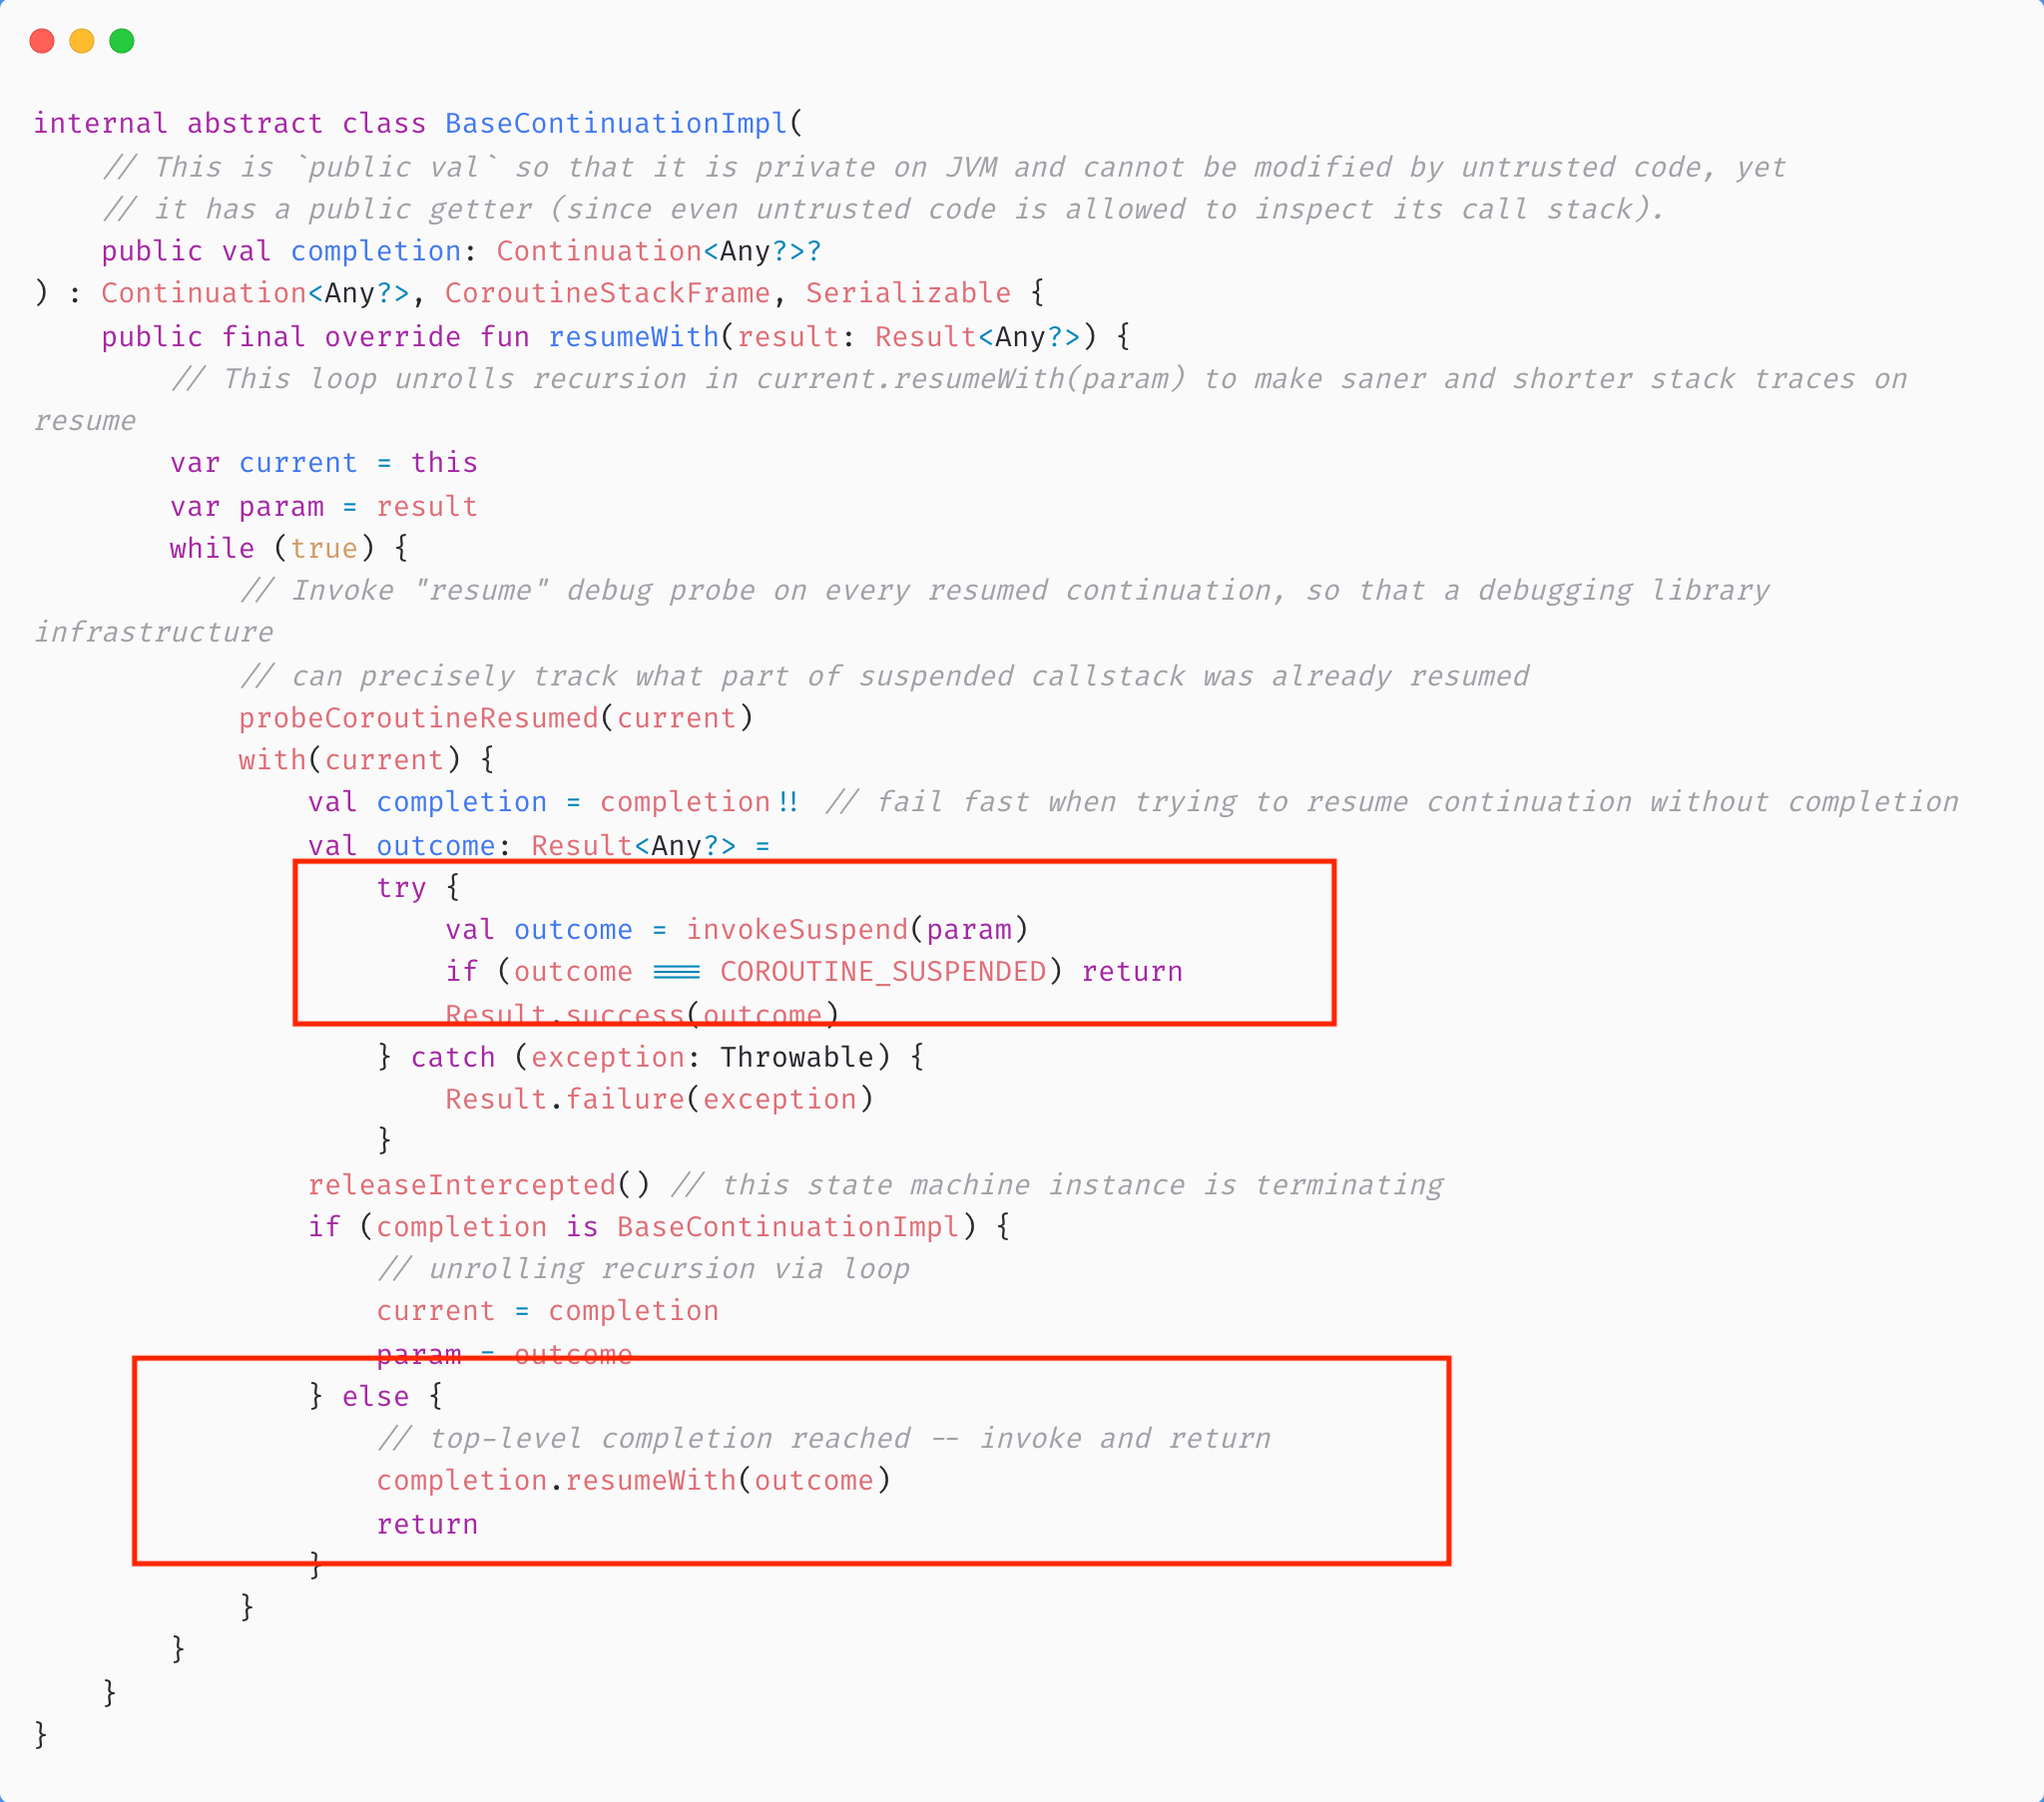 internal abstract class BaseContinuationImpl(
    // This is `public val` so that it is private on JVM and cannot be modified by untrusted code, yet
    // it has a public getter (since even untrusted code is allowed to inspect its call stack).
    public val completion: Continuation<Any?>?
) : Continuation<Any?>, CoroutineStackFrame, Serializable {
    public final override fun resumeWith(result: Result<Any?>) {
        // This loop unrolls recursion in current.resumeWith(param) to make saner and shorter stack traces on
resume
        var current = this
        var param = result
        while (true) {
            // Invoke "resume" debug probe on every resumed continuation, so that a debugging library
infrastructure
            // can precisely track what part of suspended callstack was already resumed
            probeCoroutineResumed(current)
            with(current) {
                val completion = completion!! // fail fast when trying to resume continuation without completion
                val outcome: Result<Any?> =
                    try {
                        val outcome = invokeSuspend(param)
                        if (outcome === COROUTINE_SUSPENDED) return
                        Result.success(outcome)
                    } catch (exception: Throwable) {
                        Result.failure(exception)
                    }
                releaseIntercepted() // this state machine instance is terminating
                if (completion is BaseContinuationImpl) {
                    // unrolling recursion via loop
                    current = completion
                    param = outcome
                } else {
                    // top-level completion reached -- invoke and return
                    completion.resumeWith(outcome)
                    return
                }
            }
        }
    }
}